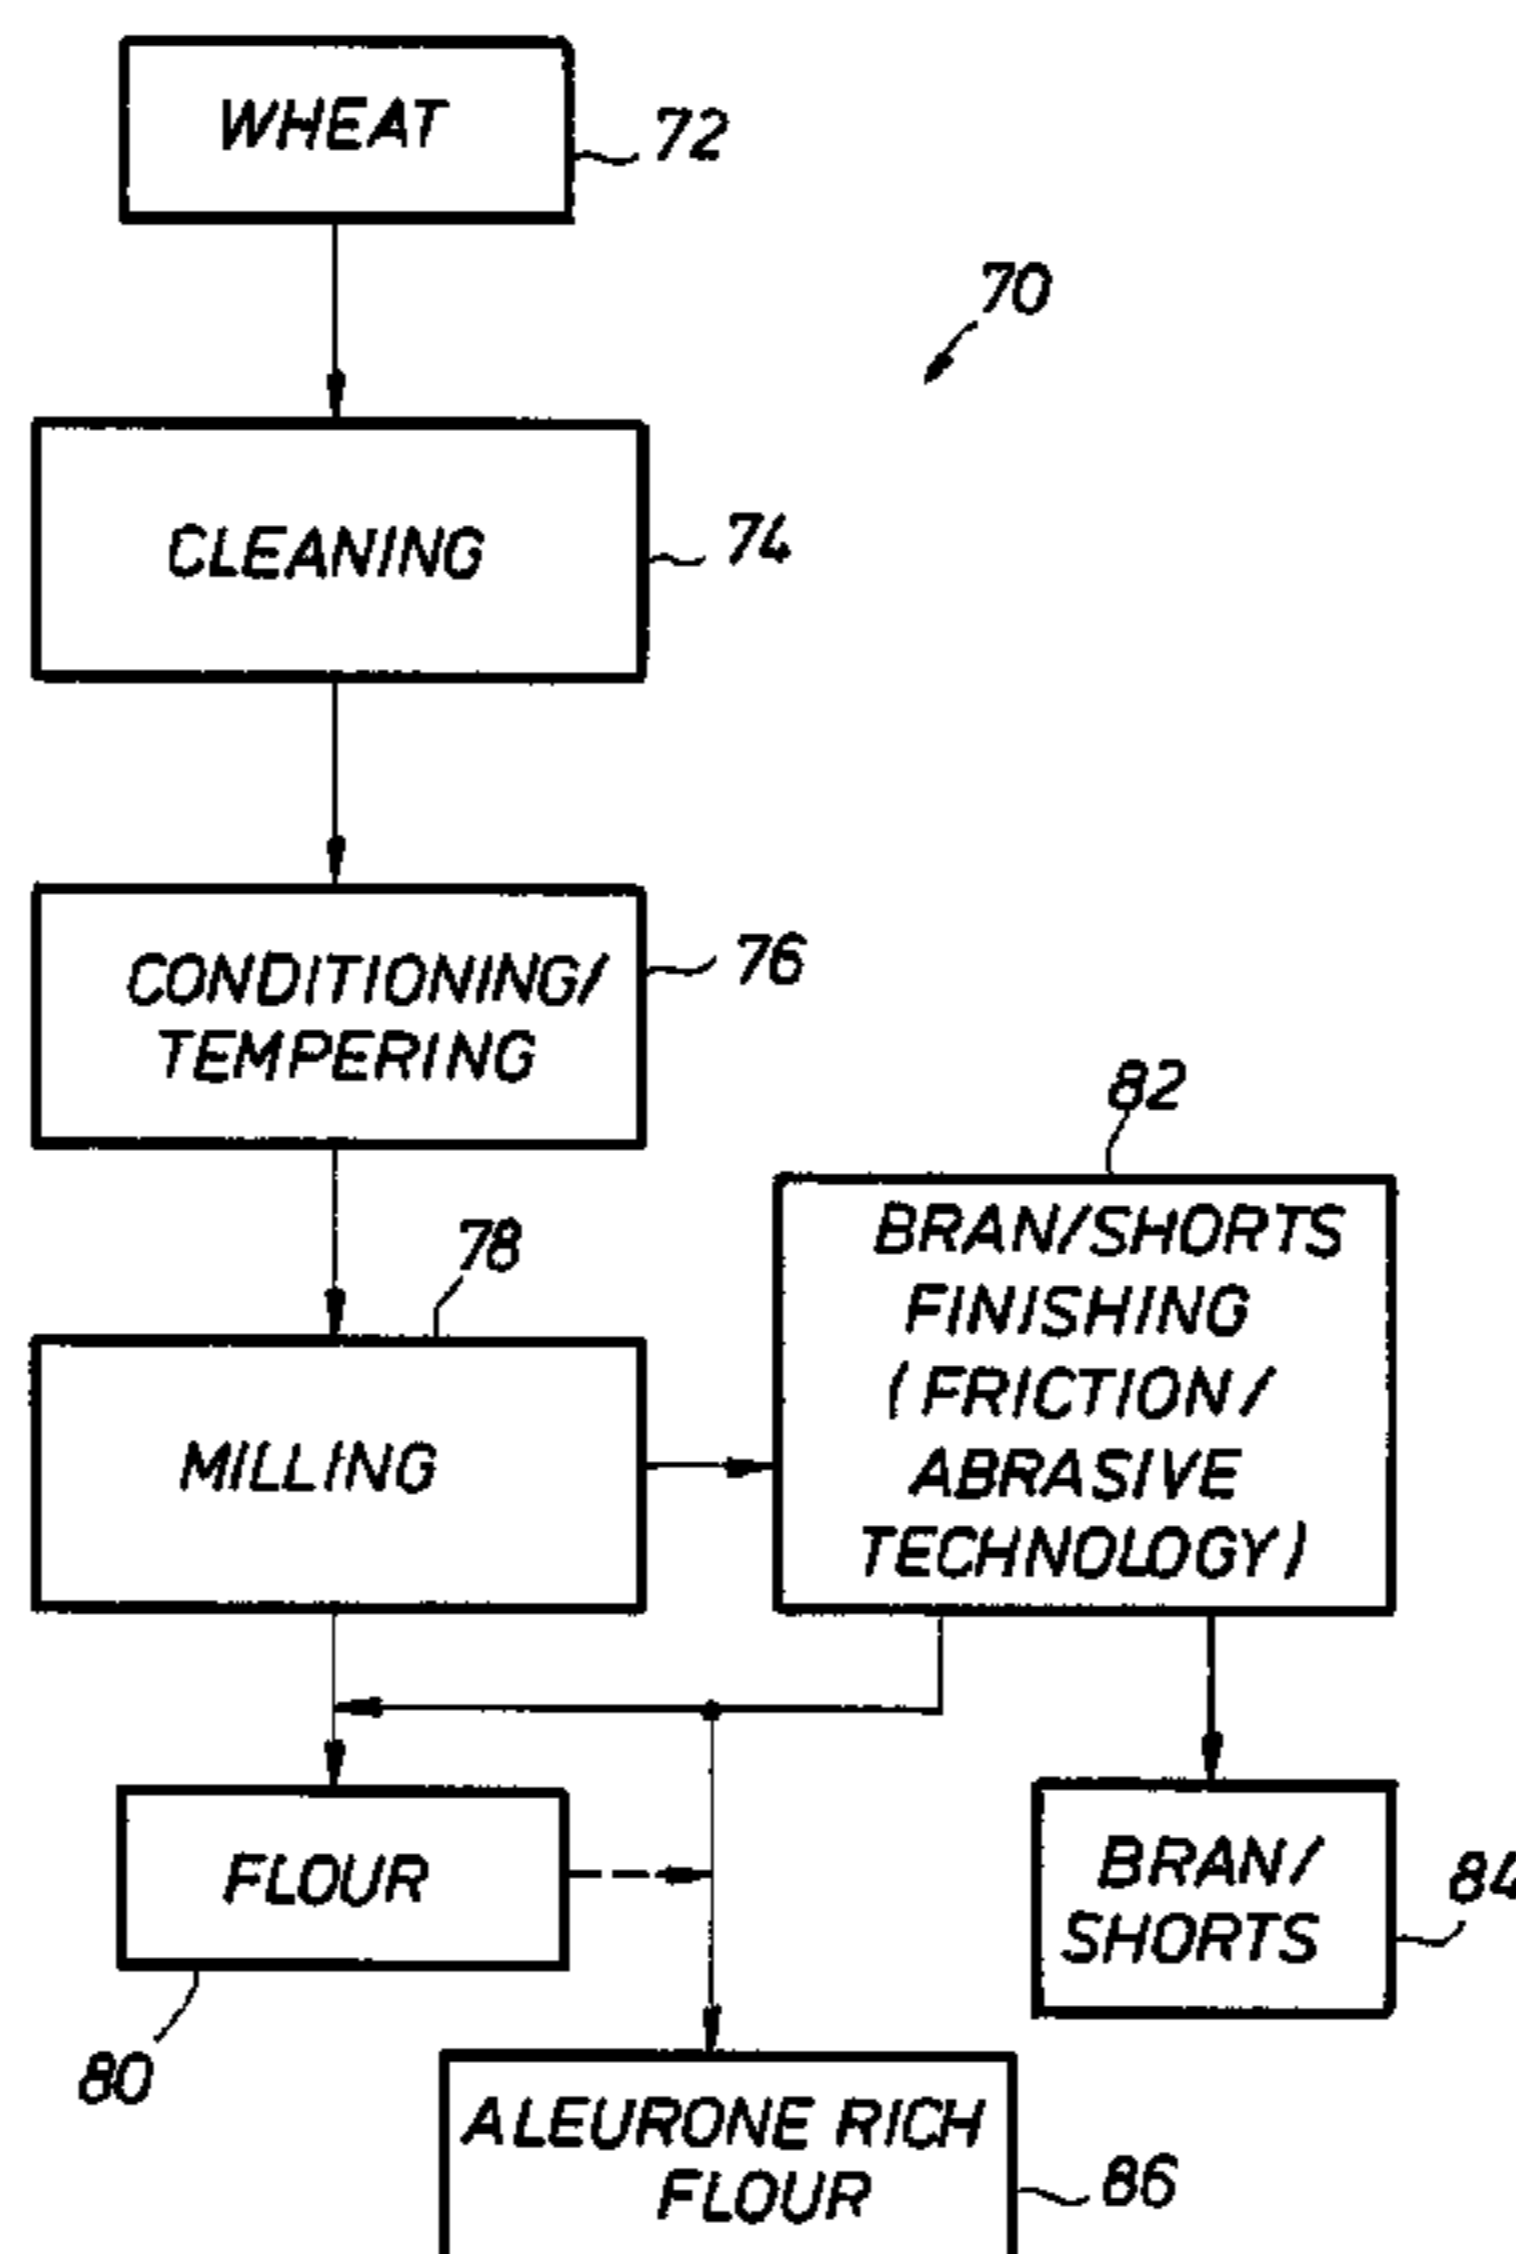 WHEAT
72
70
CLEANING
74
CONDITIONING/
TEMPERING
76
82
78
BRAN/SHORTS
FINISHING
(FRICTION/
ABRASIVE
TECHNOLOGY)
MILLING
FLOUR
80
BRAN/
SHORTS
84
ALEURONE RICH
FLOUR
86